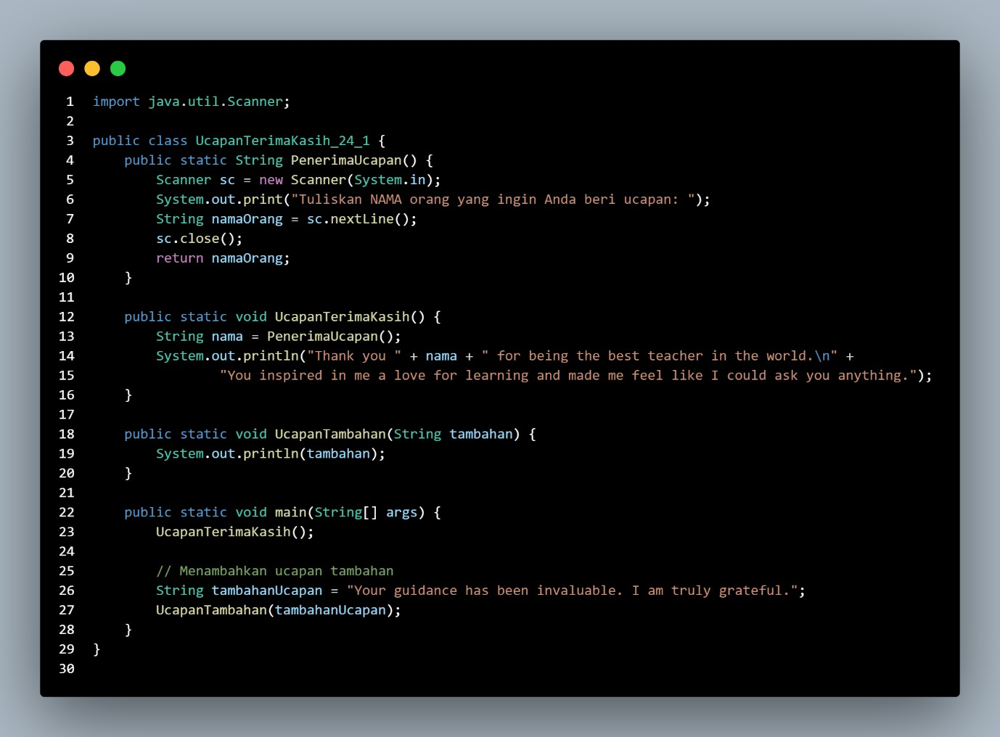 1 import java.util.Scanner;
2
3 public class UcapanTerimaKasih_24_1 {
4     public static String PenerimaUcapan() {
5         Scanner sc = new Scanner(System.in);
6         System.out.print("Tuliskan NAMA orang yang ingin Anda beri ucapan: ");
7         String namaOrang = sc.nextLine();
8         sc.close();
9         return namaOrang;
10     }
11
12     public static void UcapanTerimaKasih() {
13         String nama = PenerimaUcapan();
14         System.out.println("Thank you " + nama + " for being the best teacher in the world.\n" +
15                 "You inspired in me a love for learning and made me feel like I could ask you anything.");
16     }
17
18     public static void UcapanTambahan(String tambahan) {
19         System.out.println(tambahan);
20     }
21
22     public static void main(String[] args) {
23         UcapanTerimaKasih();
24
25         // Menambahkan ucapan tambahan
26         String tambahanUcapan = "Your guidance has been invaluable. I am truly grateful.";
27         UcapanTambahan(tambahanUcapan);
28     }
29 }
30